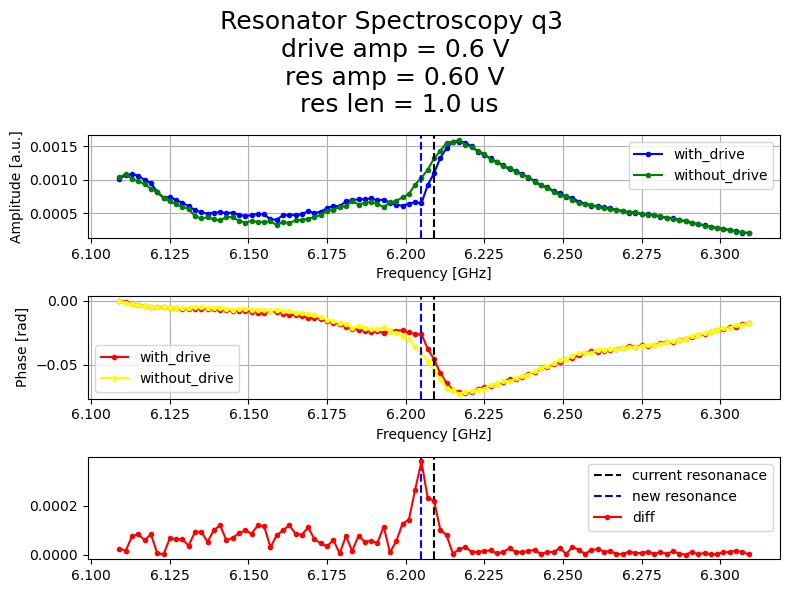 Resonator Spectroscopy q3
drive amp = 0.6 V
res amp = 0.60 V
res len = 1.0 us
Amplitude [a.u.]
0.0015
0.0010
0.0005
with_drive
without_drive
6.100 6.125 6.150 6.175 6.200 6.225 6.250 6.275 6.300
Frequency [GHz]
Phase [rad]
0.00
−0.05
with_drive
without_drive
6.100 6.125 6.150 6.175 6.200 6.225 6.250 6.275 6.300
Frequency [GHz]
0.0002
0.0000
current resonanace
new resonance
diff
6.100 6.125 6.150 6.175 6.200 6.225 6.250 6.275 6.300